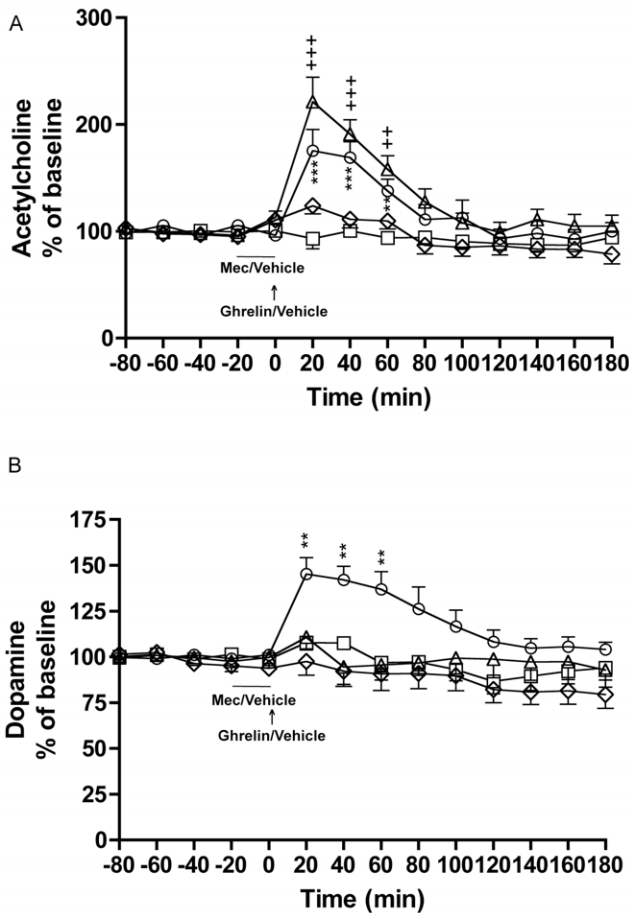 A
Acetylcholine
% of baseline
300
200
100
0
+++
+++
++
***
***
**
Mec/Vehicle
↑
Ghrelin/Vehicle
-80 -60 -40 -20 0 20 40 60 80 100 120 140 160 180
Time (min)
B
Dopamine
% of baseline
175
150
125
100
75
50
25
0
**
**
**
Mec/Vehicle
↑
Ghrelin/Vehicle
-80 -60 -40 -20 0 20 40 60 80 100 120 140 160 180
Time (min)